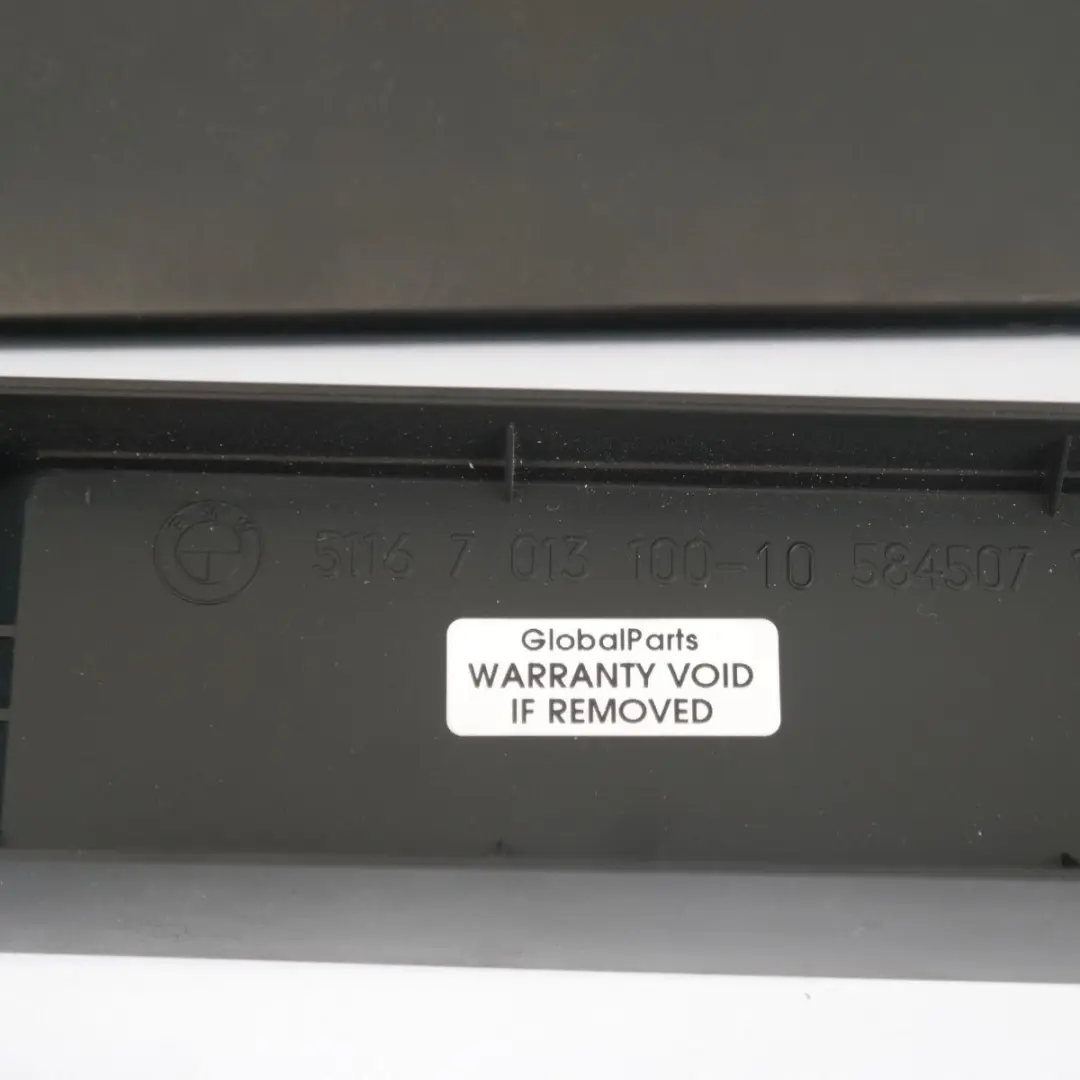 5116 7 013 100-10 584507
GlobalParts
WARRANTY VOID
IF REMOVED